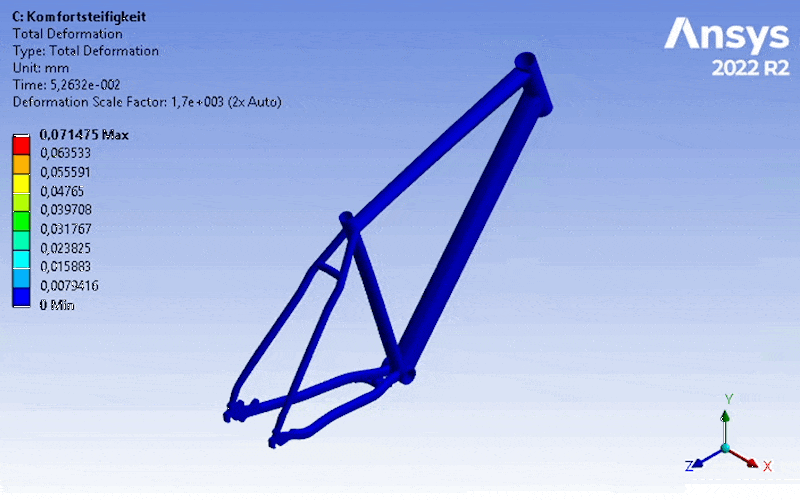 C: Komfortsteifigkeit
Total Deformation
Type: Total Deformation
Unit: mm
Time: 5,2632e-002
Deformation Scale Factor: 1,7e+003 (2x Auto)
Ansys
2022 R2
0,071475 Max
0,063533
0,055591
0,04765
0,039708
0,031767
0,023825
0,015883
0,0079416
0 Min
Y
Z
X